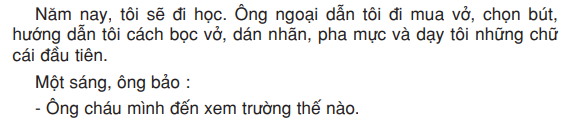 Năm nay, tôi sẽ đi học. Ông ngoại dẫn tôi đi mua vở, chọn bút,
hướng dẫn tôi cách bọc vở, dán nhãn, pha mực và dạy tôi những chữ
cái đầu tiên.
Một sáng, ông bảo :
- Ông cháu mình đến xem trường thế nào.